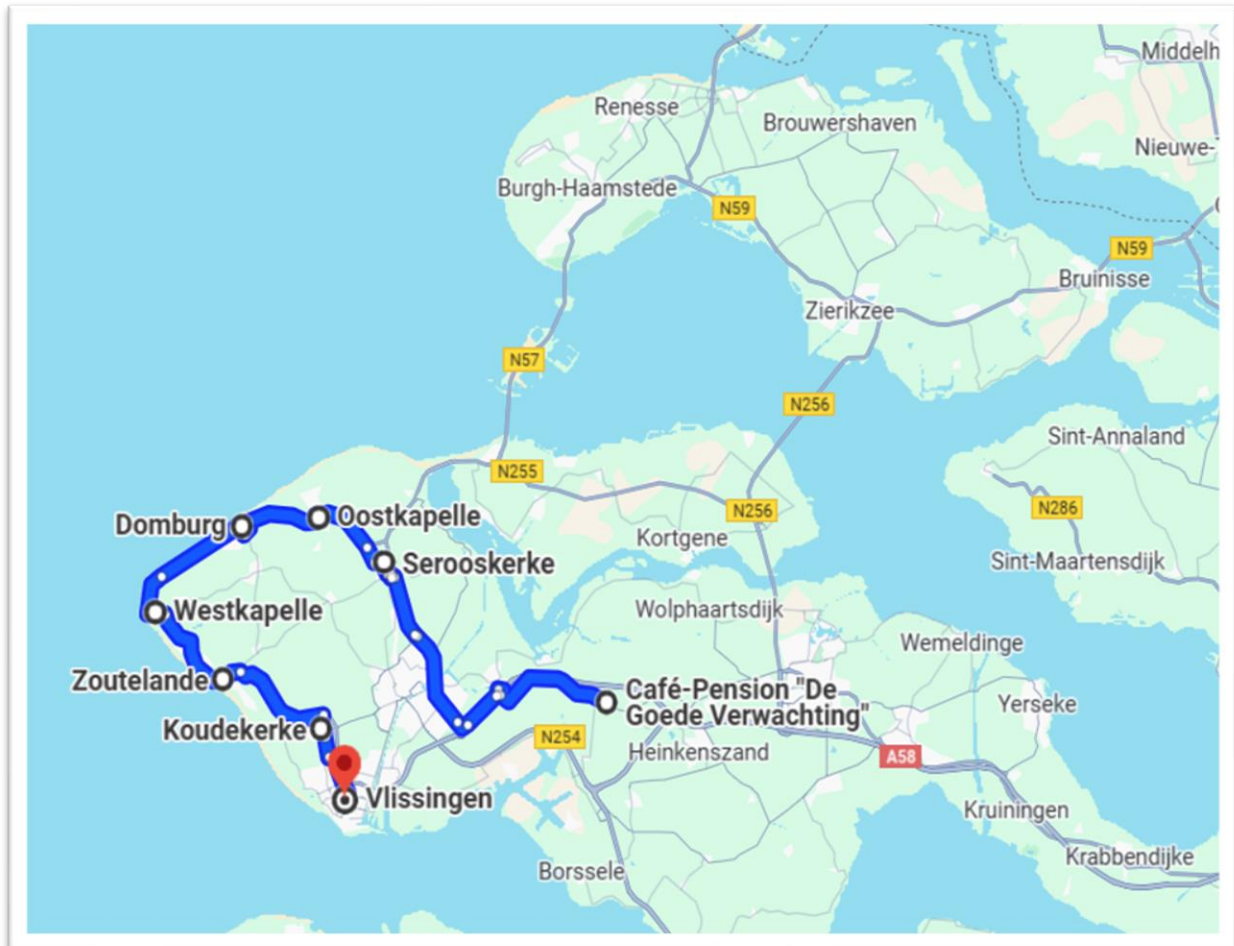 Middelh
Renesse
Brouwershaven
Nieuwe-
Burgh-Haamstede
N59
N59
Bruinisse
Zierikzee
N57
N256
Sint-Annaland
N255
N286
N256
Domburg
Oostkapelle
Kortgene
Serooskerke
Sint-Maartensdijk
Westkapelle
Wolphaartsdijk
Wemeldinge
Zoutelande
Café-Pension "De
Goede Verwachting"
Yerseke
Koudekerke
N254
Heinkenszand
A58
Vlissingen
Kruiningen
Borssele
Krabbendijke